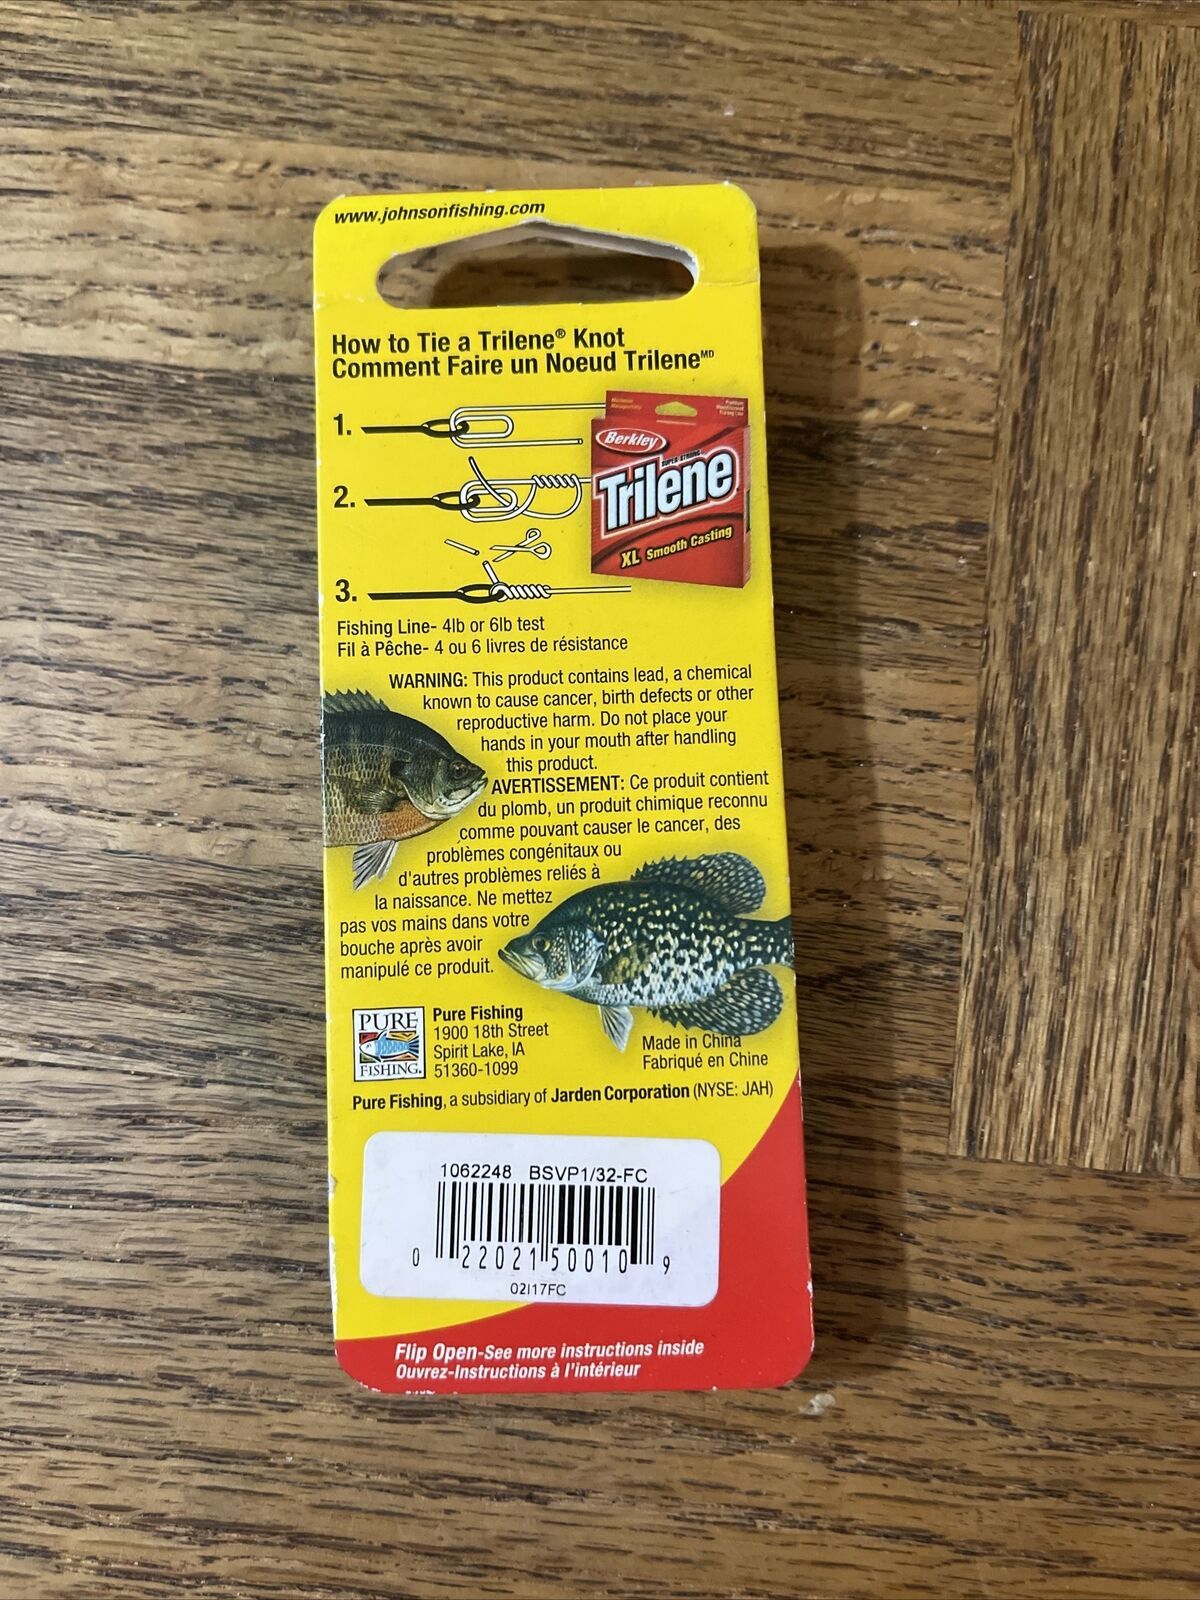 www.johnsonfishing.com
How to Tie a Trilene® Knot
Comment Faire un Noeud Trilene MD
1.
2.
3.
Berkley
SUPER STRONG
Trilene
XL Smooth Casting
Fishing Line- 4lb or 6lb test
Fil à Pêche- 4 ou 6 livres de résistance
WARNING: This product contains lead, a chemical
known to cause cancer, birth defects or other
reproductive harm. Do not place your
hands in your mouth after handling
this product.
AVERTISSEMENT: Ce produit contient
du plomb, un produit chimique reconnu
comme pouvant causer le cancer, des
problèmes congénitaux ou
d'autres problèmes reliés à
la naissance. Ne mettez
pas vos mains dans votre
bouche après avoir
manipulé ce produit.
PURE
FISHING.
Pure Fishing
1900 18th Street
Spirit Lake, IA
51360-1099
Made in China
Fabriqué en Chine
Pure Fishing, a subsidiary of Jarden Corporation (NYSE: JAH)
1062248 BSVP1/32-FC
0 22021 50010 9
02J17FC
Flip Open-See more instructions inside
Ouvrez-Instructions à l'intérieur